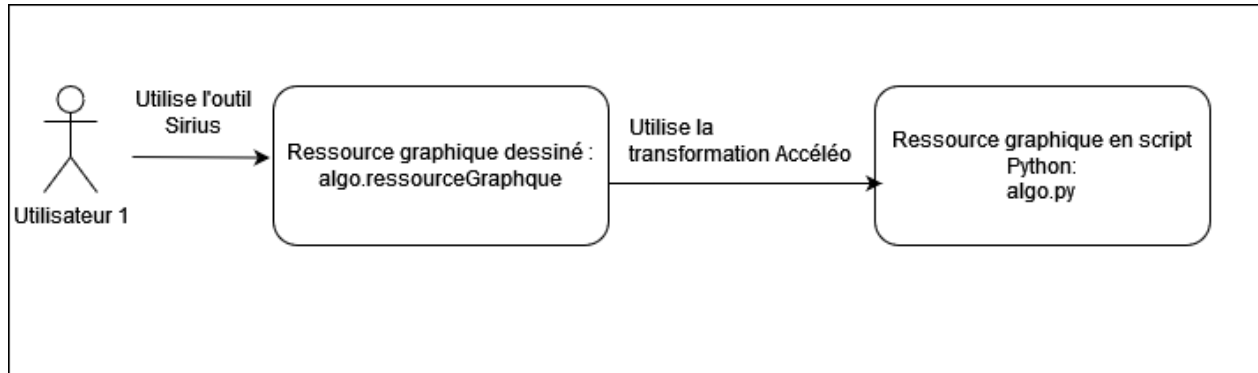 Utilise l'outil
Sirius
Utilisateur 1
Ressource graphique dessiné :
algo.ressourceGraphque
Utilise la
transformation Accéléo
Ressource graphique en script
Python:
algo.py